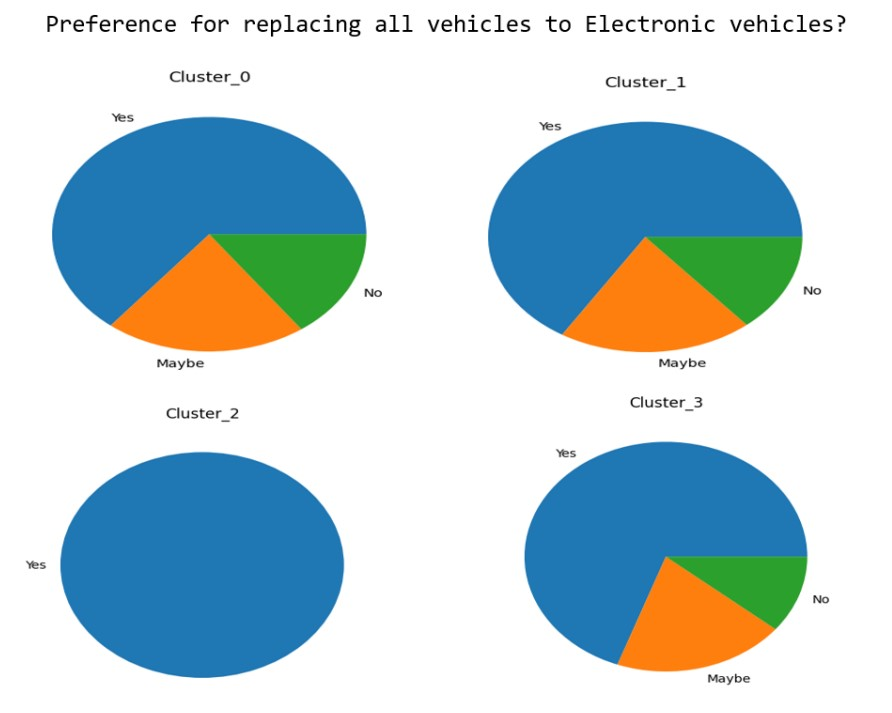 Preference for replacing all vehicles to Electronic vehicles?
Cluster_0
Yes
No
Maybe
Cluster_1
Yes
No
Maybe
Cluster_2
Yes
Cluster_3
Yes
No
Maybe